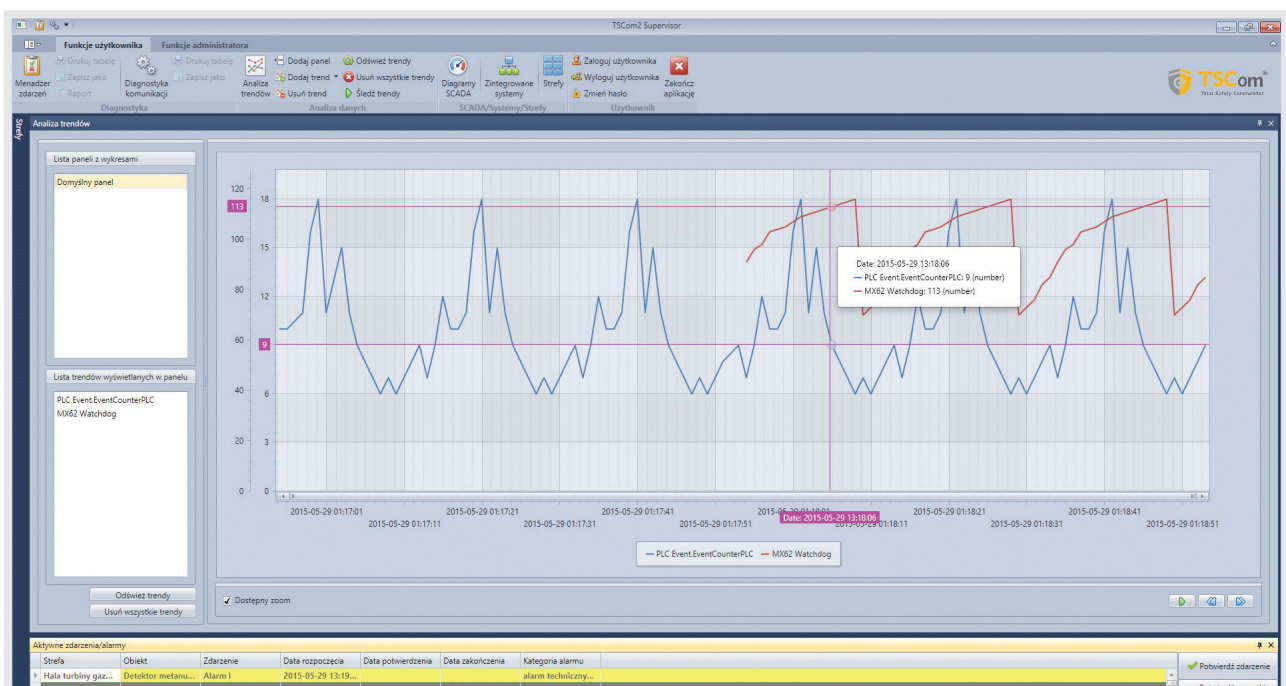 TSCom2 Supervisor
Funkcje użytkownika Funkcje administratora
Menadżer zdarzeń
Drukuj tabelę
Zapisz jako
Raport
Diagnostyka komunikacji
Drukuj tabelę
Zapisz jako
Diagnostyka
Analiza trendów
Dodaj panel
Dodaj trend
Usuń trend
Odśwież trendy
Usuń wszystkie trendy
Śledź trendy
Analiza danych
Diagramy SCADA
Zintegrowane systemy
Strefy
SCADA/Systemy/Strefy
Zaloguj użytkownika
Wyloguj użytkownika
Zmień hasło
Zakończ aplikację
Użytkownik
TSCom
Total Safety Commander
Strefy
Analiza trendów
Lista paneli z wykresami
Domyślny panel
Lista trendów wyświetlanych w panelu
PLC Event.EventCounterPLC
MX62 Watchdog
Odśwież trendy
Usuń wszystkie trendy
120
113
100
80
60
40
20
0
18
15
12
9
6
3
0
Date: 2015-05-29 13:18:06
PLC Event.EventCounterPLC: 9 (number)
MX62 Watchdog: 113 (number)
2015-05-29 01:17:01
2015-05-29 01:17:11
2015-05-29 01:17:21
2015-05-29 01:17:31
2015-05-29 01:17:41
2015-05-29 01:17:51
Date: 2015-05-29 13:18:06
01:18:11
2015-05-29 01:18:21
2015-05-29 01:18:31
2015-05-29 01:18:41
2015-05-29 01:18:51
PLC Event.EventCounterPLC MX62 Watchdog
Dostępny zoom
Aktywne zdarzenia/alarmy
Strefa Obiekt Zdarzenie Data rozpoczęcia Data potwierdzenia Data zakończenia Kategoria alarmu
Hala turbiny gaz... Detektor metanu... Alarm I 2015-05-29 13:19... alarm techniczny...
Potwierdź zdarzenie